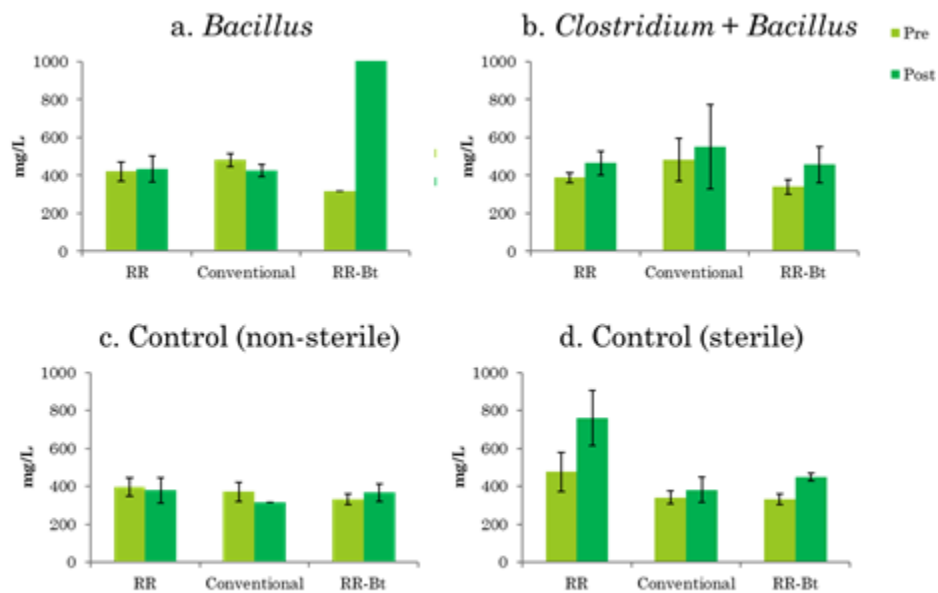 a. Bacillus
1000
800
600
400
200
0
mg/L
RR
Conventional
RR-Bt
b. Clostridium + Bacillus
1000
800
600
400
200
0
mg/L
RR
Conventional
RR-Bt
Pre
Post
c. Control (non-sterile)
1000
800
600
400
200
0
mg/L
RR
Conventional
RR-Bt
d. Control (sterile)
1000
800
600
400
200
0
mg/L
RR
Conventional
RR-Bt